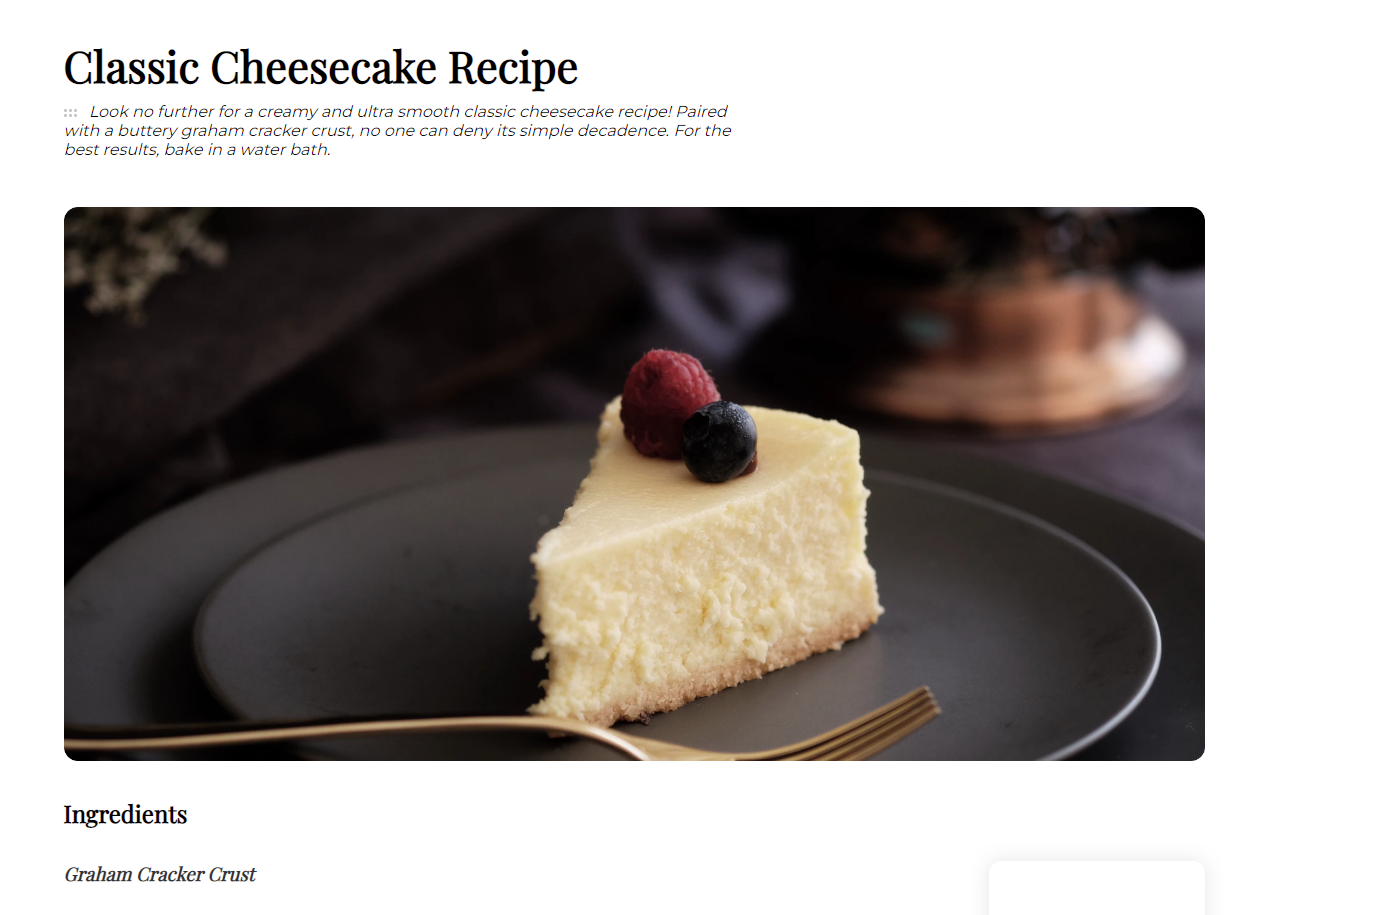 Classic Cheesecake Recipe
Look no further for a creamy and ultra smooth classic cheesecake recipe! Paired
with a buttery graham cracker crust, no one can deny its simple decadence. For the
best results, bake in a water bath.
Ingredients
Graham Cracker Crust